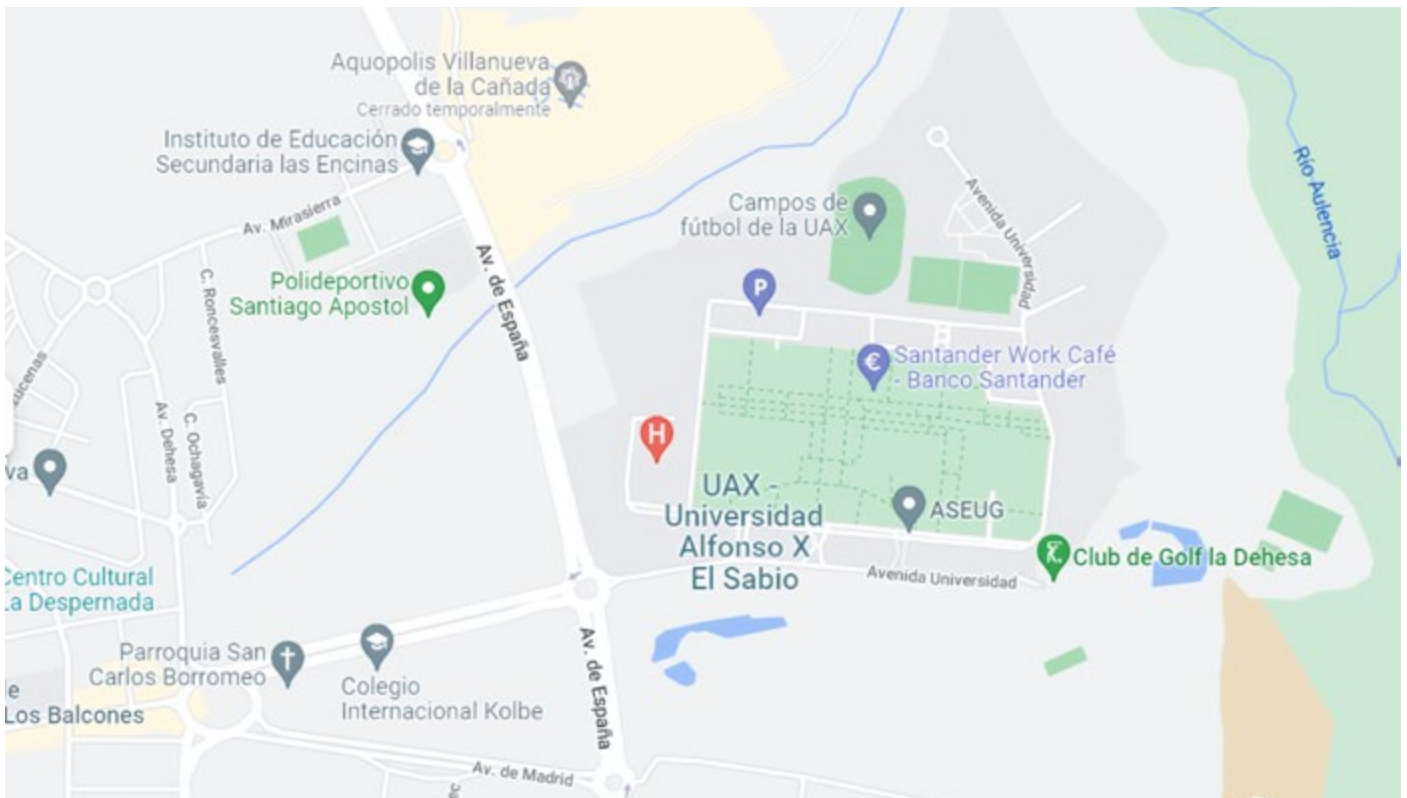 Aquopolis Villanueva
de la Cañada
Cerrado temporalmente
Instituto de Educación
Secundaria las Encinas
Av. Mirasierra
Campos de
fútbol de la UAX
Avenida Universidad
Río Aulencia
Polideportivo
Santiago Apostol
C. Roncesvalles
Av. de España
P
Santander Work Café
- Banco Santander
€
ucenas
Av. Dehesa
C. Ochagavía
va
H
UAX -
Universidad
Alfonso X
El Sabio
ASEUG
Club de Golf la Dehesa
Avenida Universidad
Centro Cultural
La Despernada
Parroquia San
Carlos Borromeo
Colegio
Internacional Kolbe
Av. de España
e
Los Balcones
Av. de Madrid